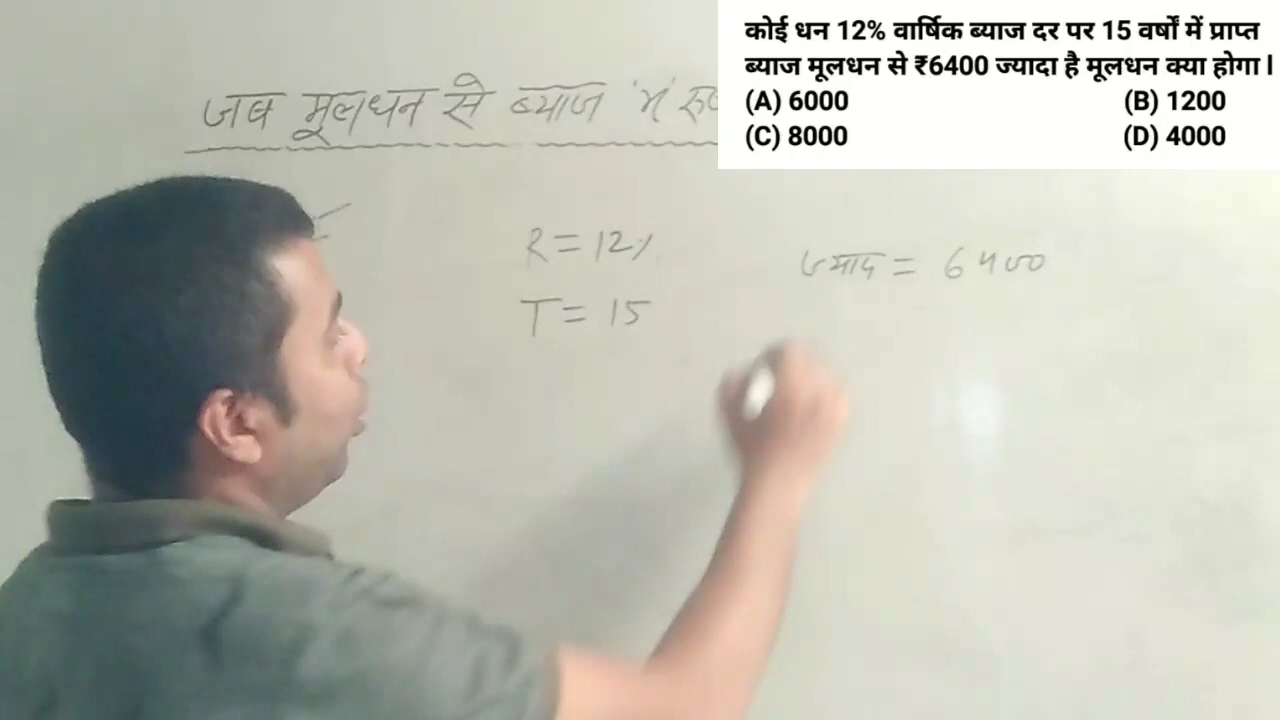 कोई धन 12% वार्षिक ब्याज दर पर 15 वर्षों में प्राप्त
ब्याज मूलधन से ₹6400 ज्यादा है मूलधन क्या होगा।
(A) 6000 (B) 1200
(C) 8000 (D) 4000
जब मूलधन से ब्याज 'n'
R = 12%
ज्याद = 6400
T = 15